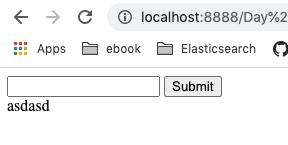 localhost:8888/Day%2
Apps ebook Elasticsearch
Submit
asdasd